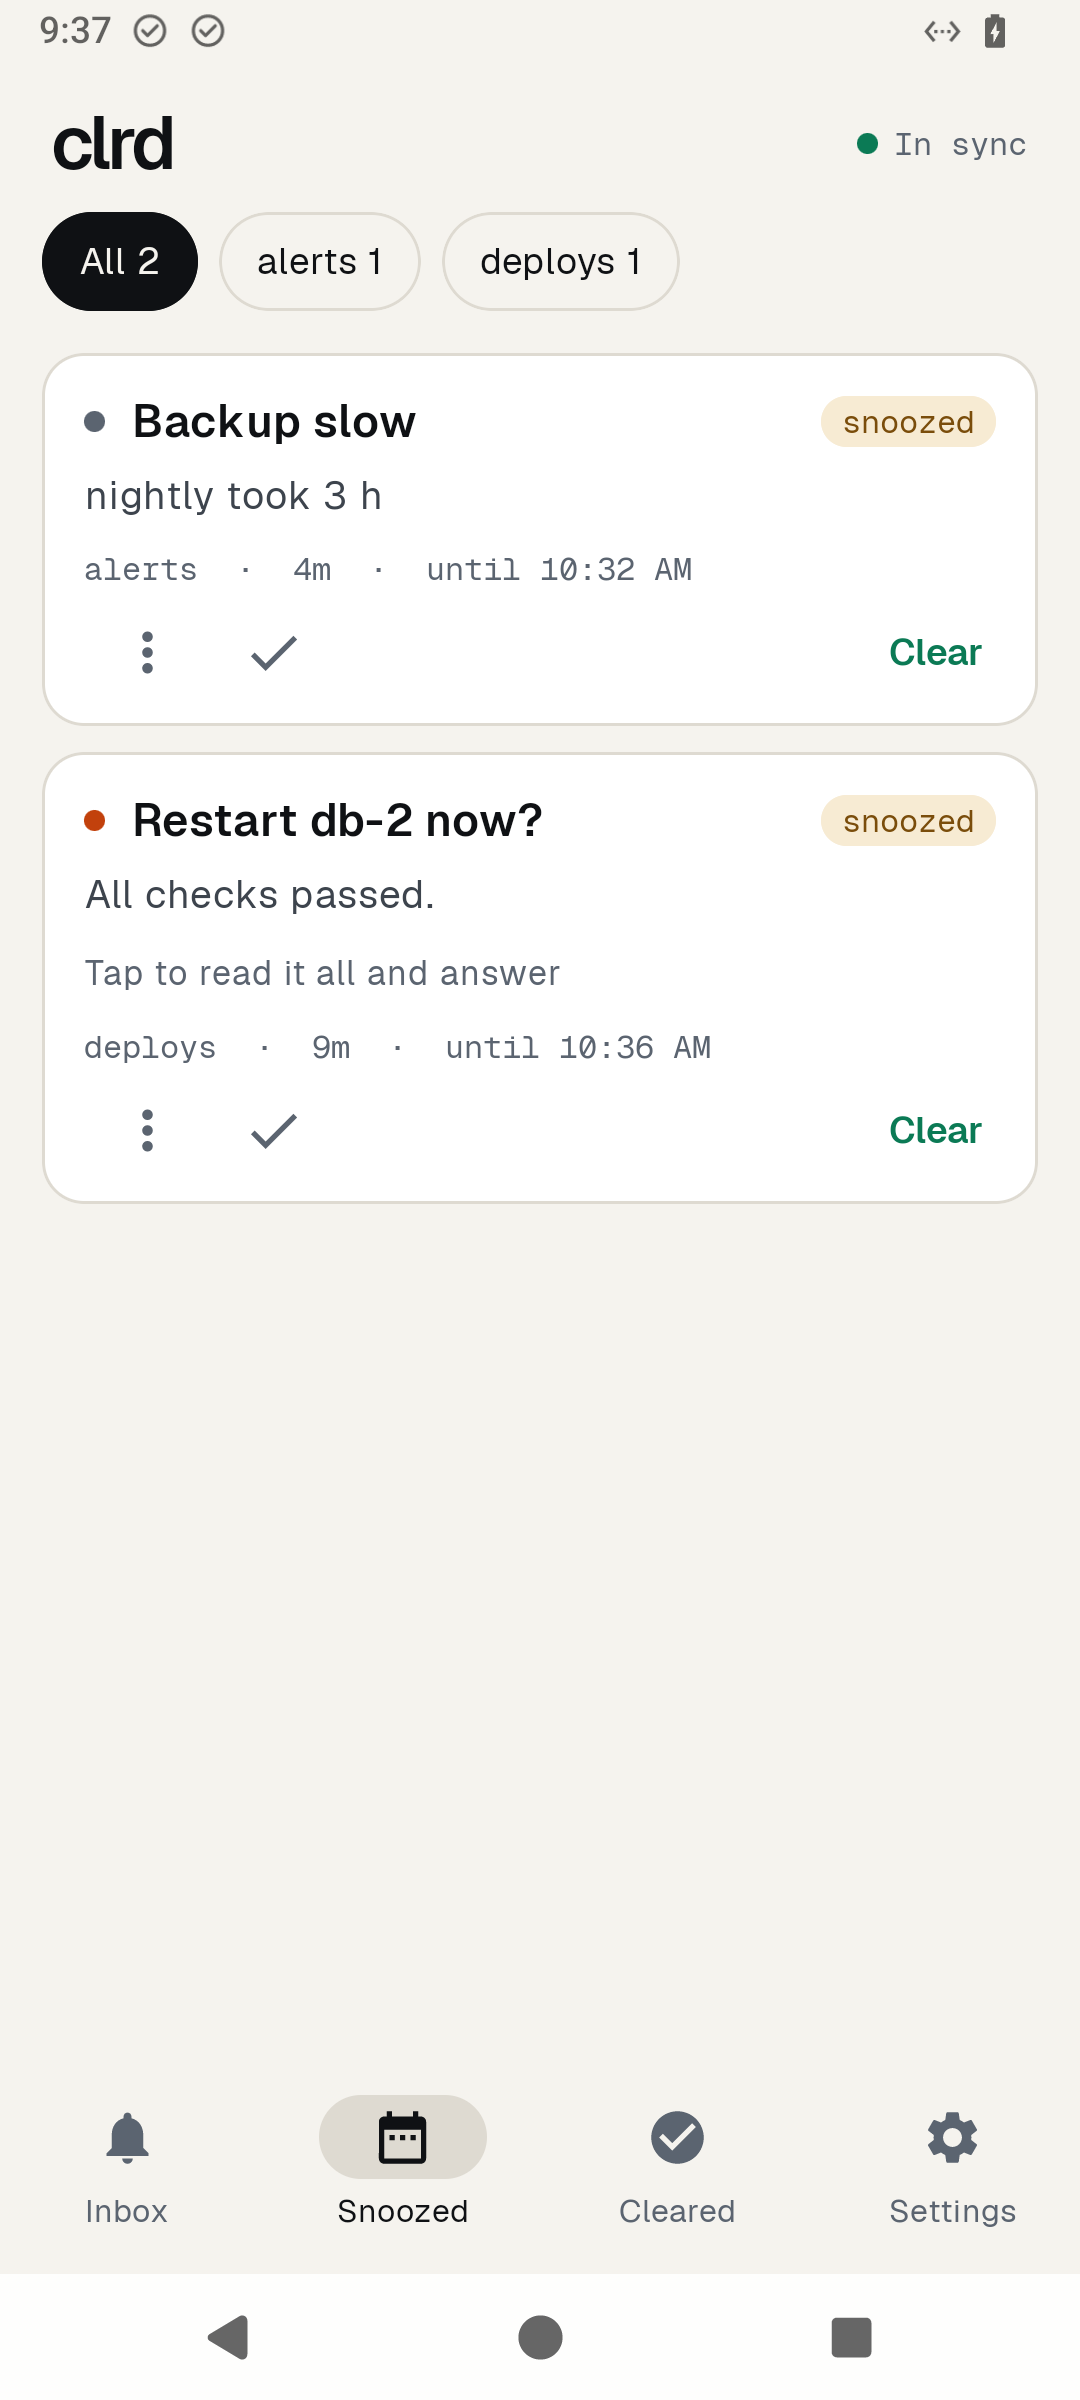 9:37
clrd
In sync
All 2
alerts 1
deploys 1
Backup slow
snoozed
nightly took 3 h
alerts · 4m · until 10:32 AM
Clear
Restart db-2 now?
snoozed
All checks passed.
Tap to read it all and answer
deploys · 9m · until 10:36 AM
Clear
Inbox
Snoozed
Cleared
Settings